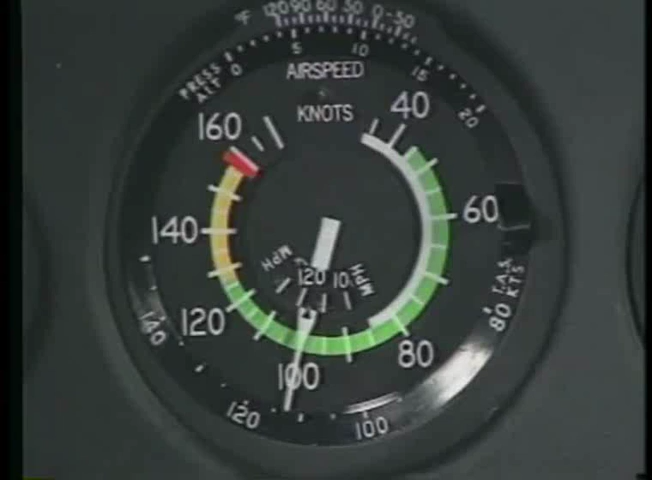 °F 120 90 60 30 0 -30
PRESS ALT 0 5 10 15 20
AIRSPEED
KNOTS
40
60
80
100
120
140
160
MPH 120 10 MPH
T.A.S. KTS
80
100
120
140